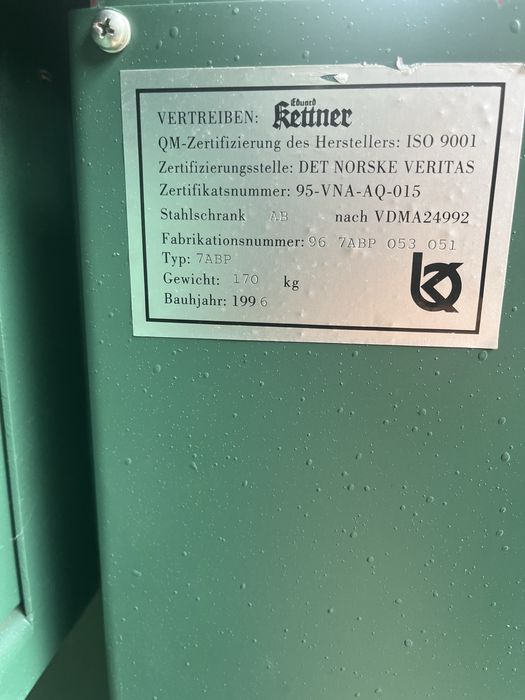 VERTREIBEN: Eduard Kettner
QM-Zertifizierung des Herstellers: ISO 9001
Zertifizierungsstelle: DET NORSKE VERITAS
Zertifikatsnummer: 95-VNA-AQ-015
Stahlschrank AB nach VDMA24992
Fabrikationsnummer: 96 7ABP 053 051
Typ: 7ABP
Gewicht: 170 kg
Bauhjahr: 1996